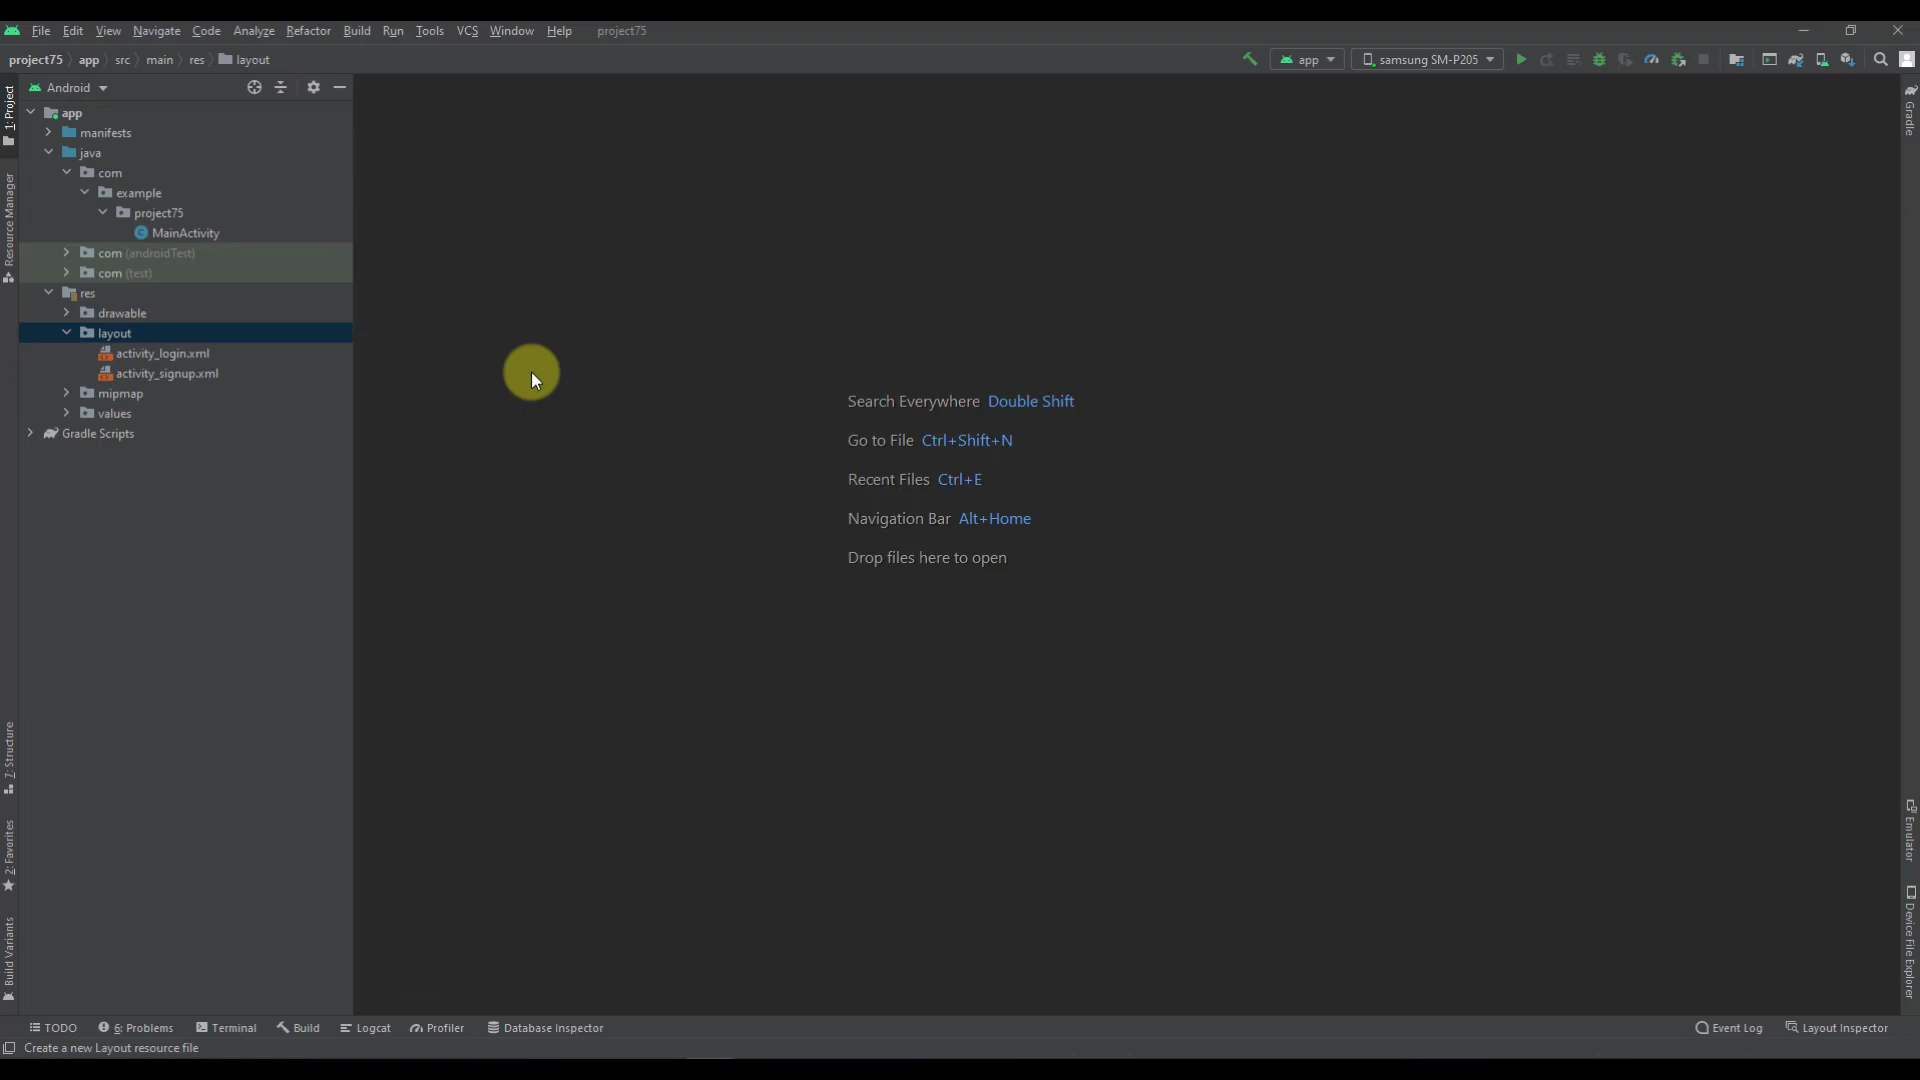 File Edit View Navigate Code Analyze Refactor Build Run Tools VCS Window Help project75
project75 app src main res layout
app samsung SM-P205
Android
app
manifests
java
com
example
project75
MainActivity
com (androidTest)
com (test)
res
drawable
layout
activity_login.xml
activity_signup.xml
mipmap
values
Gradle Scripts
1: Project
Resource Manager
7: Structure
2: Favorites
Build Variants
Search Everywhere Double Shift
Go to File Ctrl+Shift+N
Recent Files Ctrl+E
Navigation Bar Alt+Home
Drop files here to open
Gradle
Emulator
Device File Explorer
TODO 6: Problems Terminal Build Logcat Profiler Database Inspector Event Log Layout Inspector
Create a new Layout resource file